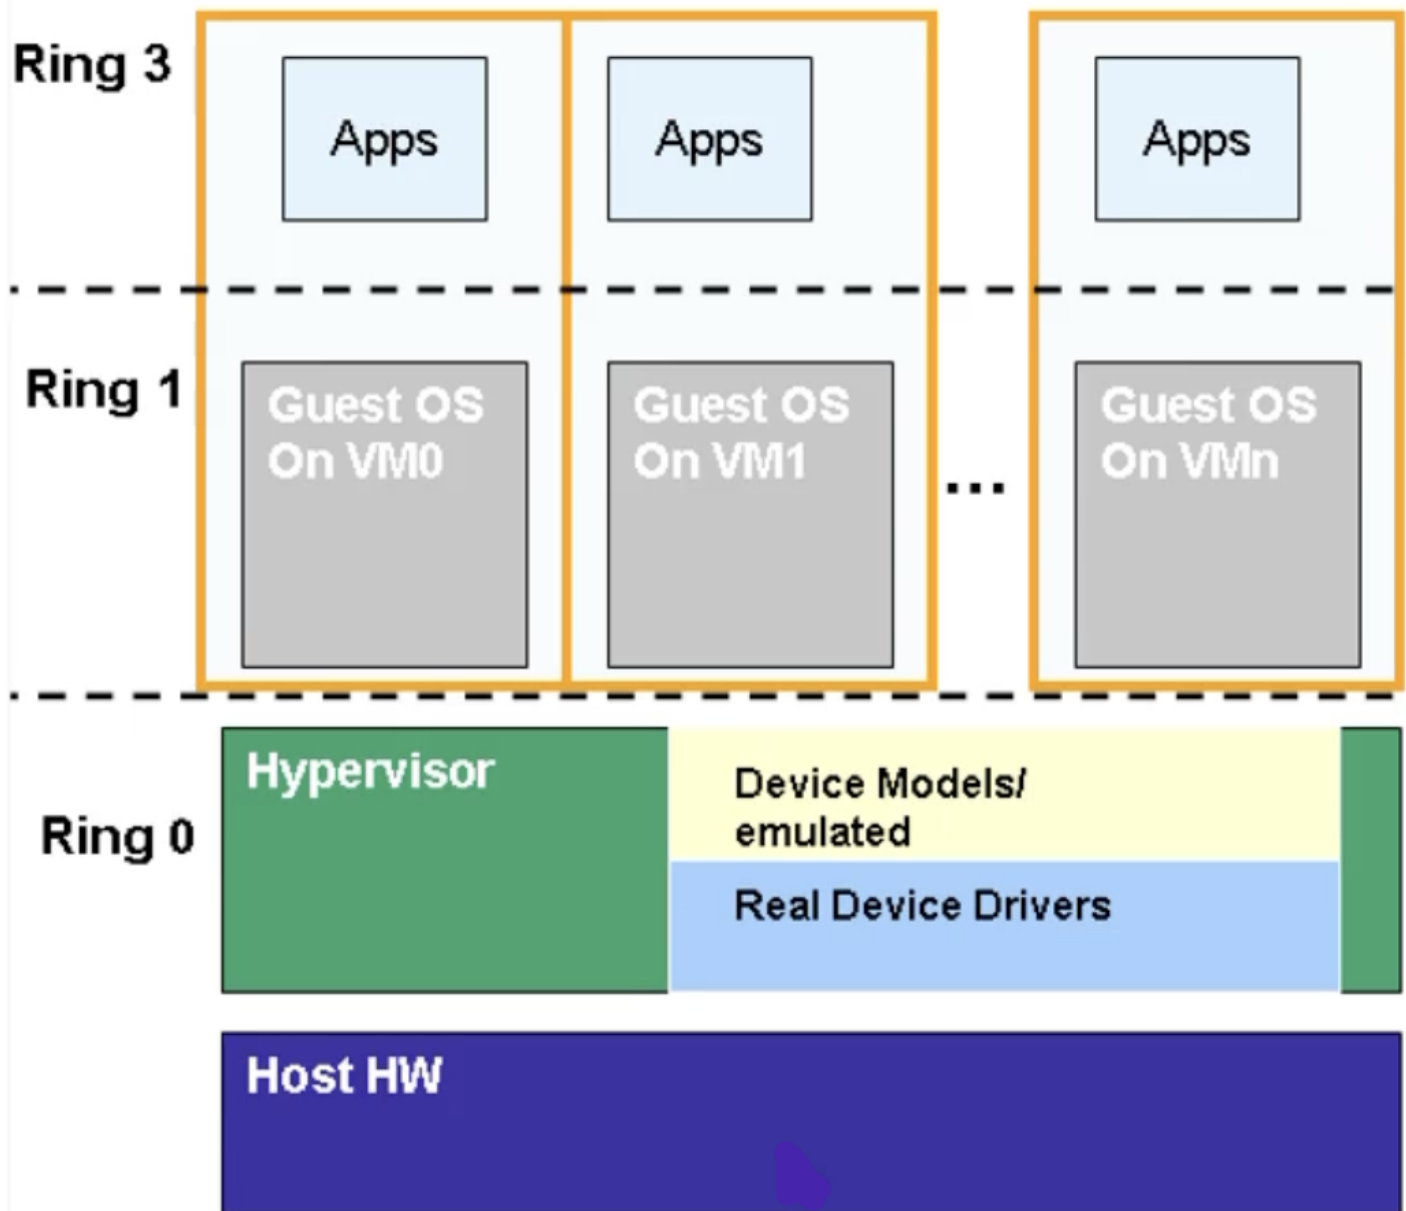 Ring 3
Apps
Apps
Apps
Ring 1
Guest OS
On VM0
Guest OS
On VM1
...
Guest OS
On VMn
Ring 0
Hypervisor
Device Models/
emulated
Real Device Drivers
Host HW